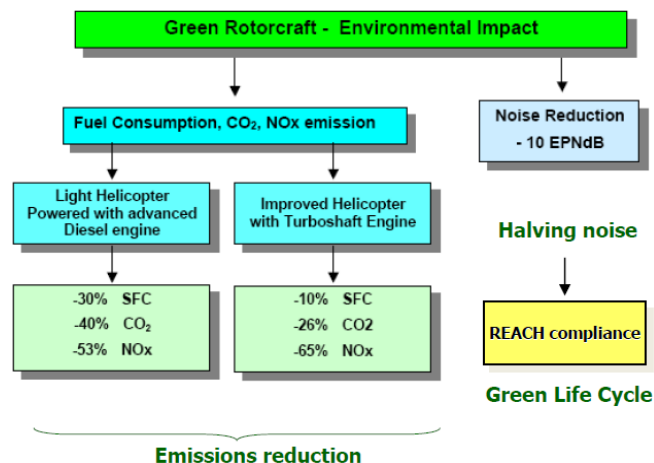 Green Rotorcraft - Environmental Impact
Fuel Consumption, CO₂, NOx emission
Noise Reduction
- 10 EPNdB
Light Helicopter
Powered with advanced
Diesel engine
Improved Helicopter
with Turboshaft Engine
Halving noise
-30% SFC
-40% CO₂
-53% NOx
-10% SFC
-26% CO2
-65% NOx
REACH compliance
Green Life Cycle
Emissions reduction